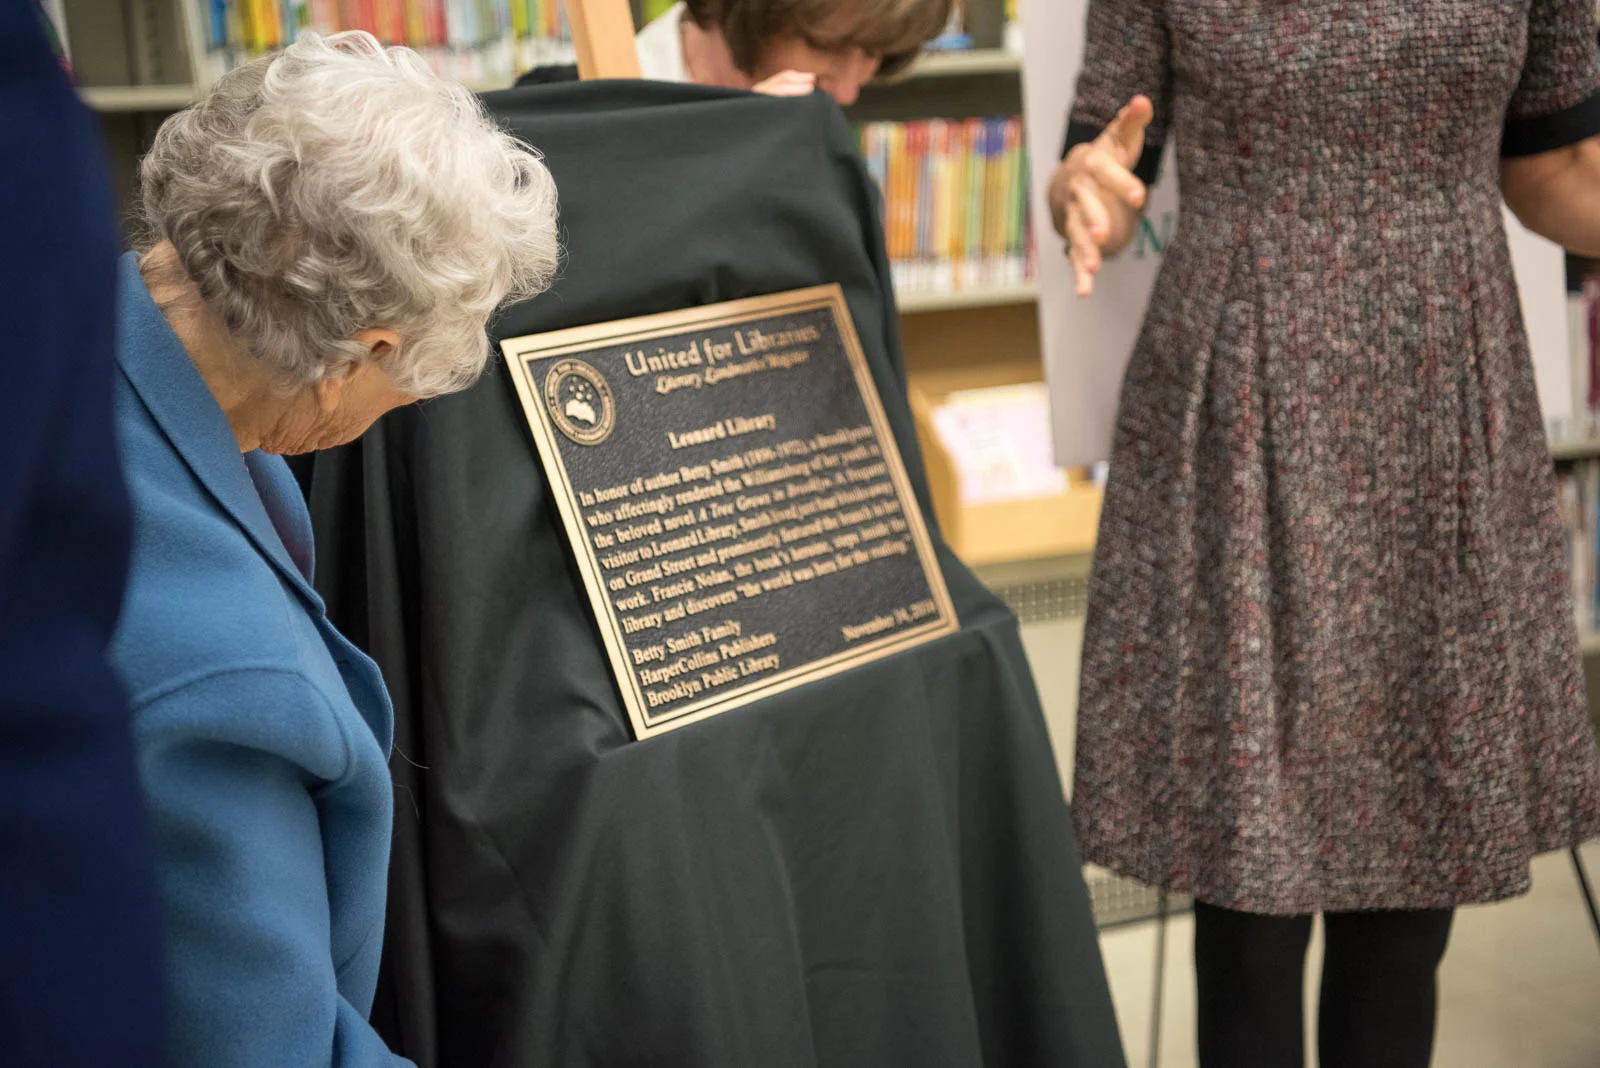 United for Libraries
Literary Landmarks Register
Leonard Library
In honor of author Betty Smith (1896-1972), a Brooklynite
who affectingly rendered the Williamsburg of her youth in
the beloved novel A Tree Grows in Brooklyn. A frequent
visitor to Leonard Library, Smith lived just four blocks away
on Grand Street and prominently featured the branch in her
work. Francie Nolan, the book's heroine, steps inside the
library and discovers "the world was hers for the reading."
Betty Smith Family
HarperCollins Publishers
Brooklyn Public Library
November 2016